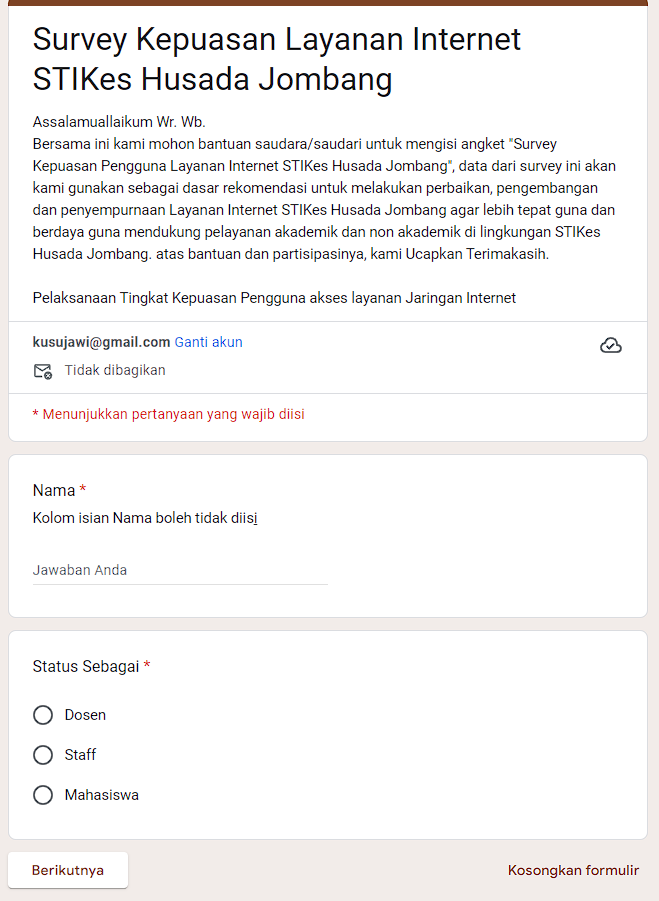 Survey Kepuasan Layanan Internet
STIKes Husada Jombang
Assalamuallaikum Wr. Wb.
Bersama ini kami mohon bantuan saudara/saudari untuk mengisi angket "Survey
Kepuasan Pengguna Layanan Internet STIKes Husada Jombang", data dari survey ini akan
kami gunakan sebagai dasar rekomendasi untuk melakukan perbaikan, pengembangan
dan penyempurnaan Layanan Internet STIKes Husada Jombang agar lebih tepat guna dan
berdaya guna mendukung pelayanan akademik dan non akademik di lingkungan STIKes
Husada Jombang. atas bantuan dan partisipasinya, kami Ucapkan Terimakasih.
Pelaksanaan Tingkat Kepuasan Pengguna akses layanan Jaringan Internet
kusujawi@gmail.com Ganti akun
Tidak dibagikan
* Menunjukkan pertanyaan yang wajib diisi
Nama *
Kolom isian Nama boleh tidak diisi
Jawaban Anda
Status Sebagai *
Dosen
Staff
Mahasiswa
Berikutnya
Kosongkan formulir